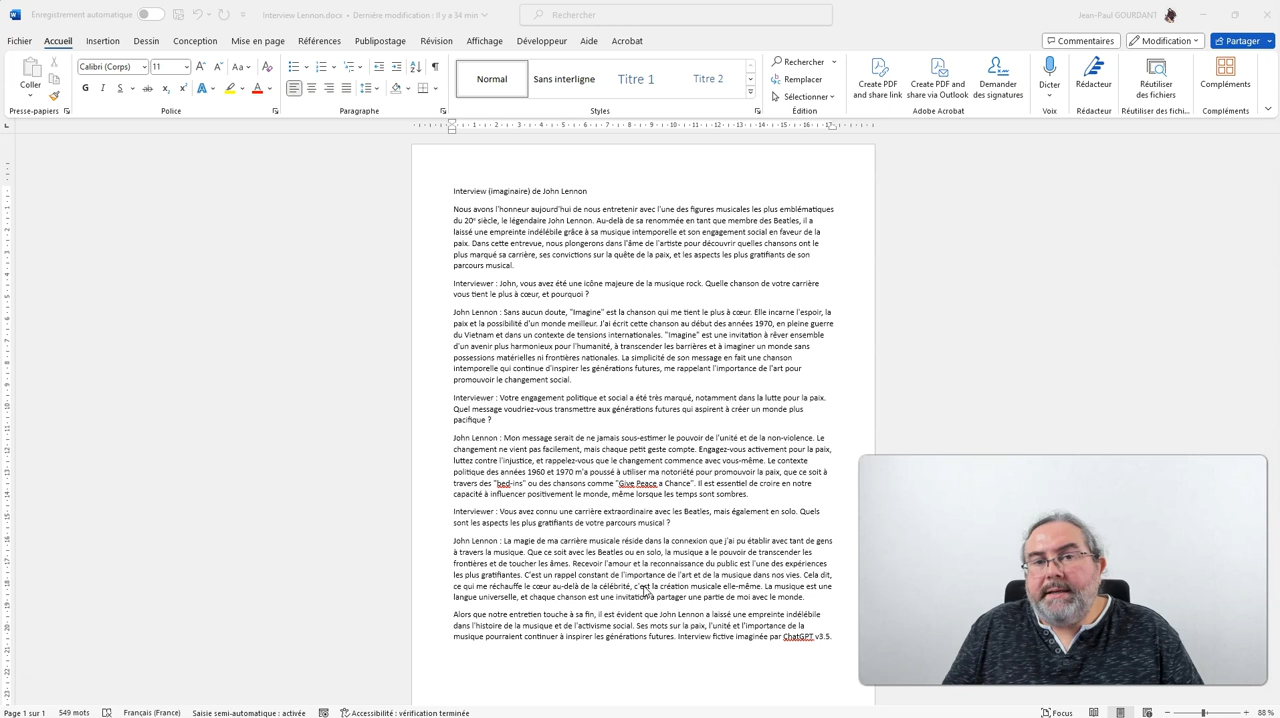 Enregistrement automatique
Interview Lennon.docx • Dernière modification : Il y a 34 min
Rechercher
Jean-Paul GOURDANT
Fichier Accueil Insertion Dessin Conception Mise en page Références Publipostage Révision Affichage Développeur Aide Acrobat
Commentaires Modification Partager
Coller
Presse-papiers
Calibri (Corps) 11
Police
Paragraphe
Normal Sans interligne Titre 1 Titre 2
Styles
Rechercher
Remplacer
Sélectionner
Édition
Create PDF and share link
Create PDF and share via Outlook
Demander des signatures
Adobe Acrobat
Dicter
Voix
Rédacteur
Rédacteur
Réutiliser des fichiers
Réutiliser des fichi...
Compléments
Compléments
Interview (imaginaire) de John Lennon
Nous avons l'honneur aujourd'hui de nous entretenir avec l'une des figures musicales les plus emblématiques
du 20e siècle, le légendaire John Lennon. Au-delà de sa renommée en tant que membre des Beatles, il a
laissé une empreinte indélébile grâce à sa musique intemporelle et son engagement social en faveur de la
paix. Dans cette entrevue, nous plongerons dans l'âme de l'artiste pour découvrir quelles chansons ont le
plus marqué sa carrière, ses convictions sur la quête de la paix, et les aspects les plus gratifiants de son
parcours musical.
Interviewer : John, vous avez été une icône majeure de la musique rock. Quelle chanson de votre carrière
vous tient le plus à cœur, et pourquoi ?
John Lennon : Sans aucun doute, "Imagine" est la chanson qui me tient le plus à cœur. Elle incarne l'espoir, la
paix et la possibilité d'un monde meilleur. J'ai écrit cette chanson au début des années 1970, en pleine guerre
du Vietnam et dans un contexte de tensions internationales. "Imagine" est une invitation à rêver ensemble
d'un avenir plus harmonieux pour l'humanité, à transcender les barrières et à imaginer un monde sans
possessions matérielles ni frontières nationales. La simplicité de son message en fait une chanson
intemporelle qui continue d'inspirer les générations futures, me rappelant l'importance de l'art pour
promouvoir le changement social.
Interviewer : Votre engagement politique et social a été très marqué, notamment dans la lutte pour la paix.
Quel message voudriez-vous transmettre aux générations futures qui aspirent à créer un monde plus
pacifique ?
John Lennon : Mon message serait de ne jamais sous-estimer le pouvoir de l'unité et de la non-violence. Le
changement ne vient pas facilement, mais chaque petit geste compte. Engagez-vous activement pour la paix,
luttez contre l'injustice, et rappelez-vous que le changement commence avec vous-même. Le contexte
politique des années 1960 et 1970 m'a poussé à utiliser ma notoriété pour promouvoir la paix, que ce soit à
travers des "bed-ins" ou des chansons comme "Give Peace a Chance". Il est essentiel de croire en notre
capacité à influencer positivement le monde, même lorsque les temps sont sombres.
Interviewer : Vous avez connu une carrière extraordinaire avec les Beatles, mais également en solo. Quels
sont les aspects les plus gratifiants de votre parcours musical ?
John Lennon : La magie de ma carrière musicale réside dans la connexion que j'ai pu établir avec tant de gens
à travers la musique. Que ce soit avec les Beatles ou en solo, la musique a le pouvoir de transcender les
frontières et de toucher les âmes. Recevoir l'amour et la reconnaissance du public est l'une des expériences
les plus gratifiantes. C'est un rappel constant de l'importance de l'art et de la musique dans nos vies. Cela dit,
ce qui me réchauffe le cœur au-delà de la célébrité, c'est la création musicale elle-même. La musique est une
langue universelle, et chaque chanson est une invitation à partager une partie de moi avec le monde.
Alors que notre entretien touche à sa fin, il est évident que John Lennon a laissé une empreinte indélébile
dans l'histoire de la musique et de l'activisme social. Ses mots sur la paix, l'unité et l'importance de la
musique pourraient continuer à inspirer les générations futures. Interview fictive imaginée par ChatGPT v3.5.
Page 1 sur 1 549 mots Français (France) Saisie semi-automatique : activée Accessibilité : vérification terminée Focus 88 %